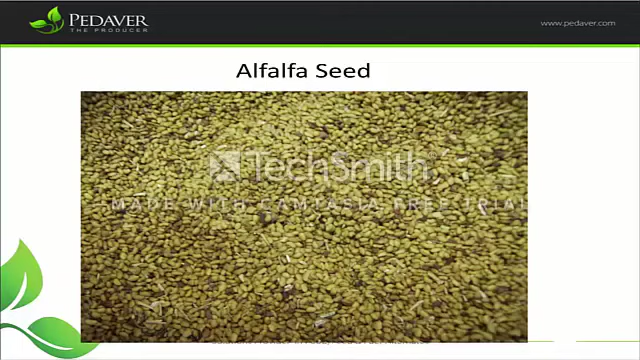 PEDAVER
THE PRODUCER
www.pedaver.com
Alfalfa Seed
TechSmith
MADE WITH CAMTASIA FREE TRIAL